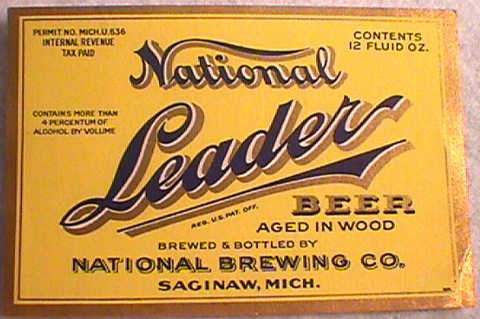 PERMIT NO. MICH. U. 636
INTERNAL REVENUE
TAX PAID
CONTENTS
12 FLUID OZ.
National
CONTAINS MORE THAN
4 PERCENTUM OF
ALCOHOL BY VOLUME
Leader
REG. U.S. PAT. OFF.
BEER
AGED IN WOOD
BREWED & BOTTLED BY
NATIONAL BREWING CO.
SAGINAW, MICH.